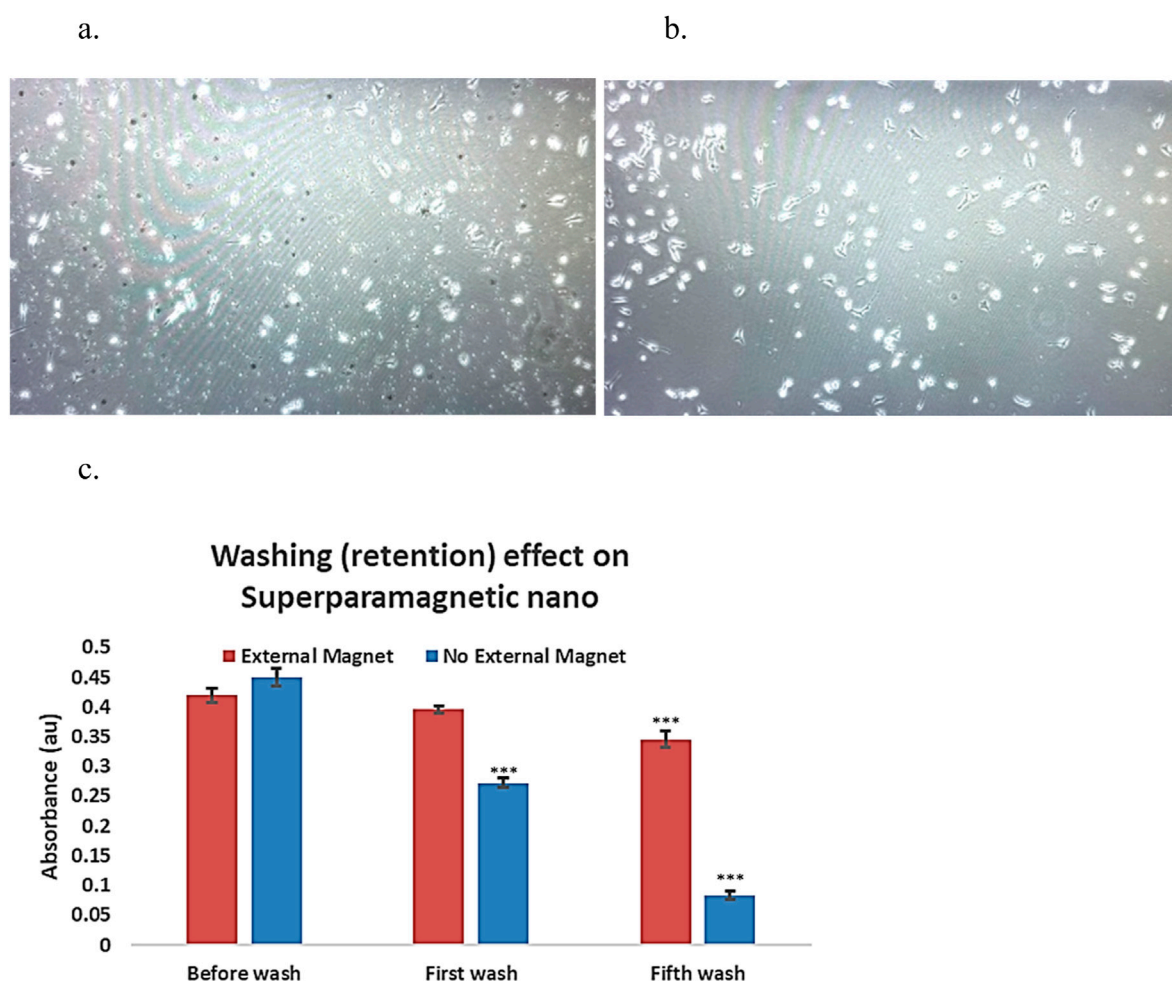 a.
b.
c.
Washing (retention) effect on
Superparamagnetic nano
External Magnet
No External Magnet
Absorbance (au)
0.5
0.45
0.4
0.35
0.3
0.25
0.2
0.15
0.1
0.05
0
***
***
***
Before wash
First wash
Fifth wash